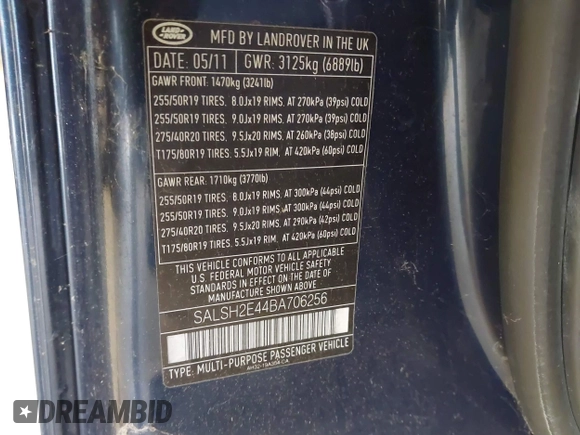 LAND-
ROVER
MFD BY LANDROVER IN THE UK
DATE: 05/11 GWR: 3125kg (6889lb)
GAWR FRONT: 1470kg (3241lb)
255/50R19 TIRES, 8.0Jx19 RIMS, AT 270kPa (39psi) COLD
255/50R19 TIRES, 9.0Jx19 RIMS, AT 270kPa (39psi) COLD
275/40R20 TIRES, 9.5Jx20 RIMS, AT 260kPa (38psi) COLD
T175/80R19 TIRES, 5.5Jx19 RIM, AT 420kPa (60psi) COLD
GAWR REAR: 1710kg (3770lb)
255/50R19 TIRES, 8.0Jx19 RIMS, AT 300kPa (44psi) COLD
255/50R19 TIRES, 9.0Jx19 RIMS, AT 300kPa (44psi) COLD
275/40R20 TIRES, 9.5Jx20 RIMS, AT 290kPa (42psi) COLD
T175/80R19 TIRES, 5.5Jx19 RIM, AT 420kPa (60psi) COLD
THIS VEHICLE CONFORMS TO ALL APPLICABLE
U. S. FEDERAL MOTOR VEHICLE SAFETY STANDARDS
IN EFFECT ON THE DATE OF
MANUFACTURE SHOWN ABOVE.
SALSH2E44BA706256
TYPE: MULTI-PURPOSE PASSENGER VEHICLE
AH32-19A304-CA
DREAMBID